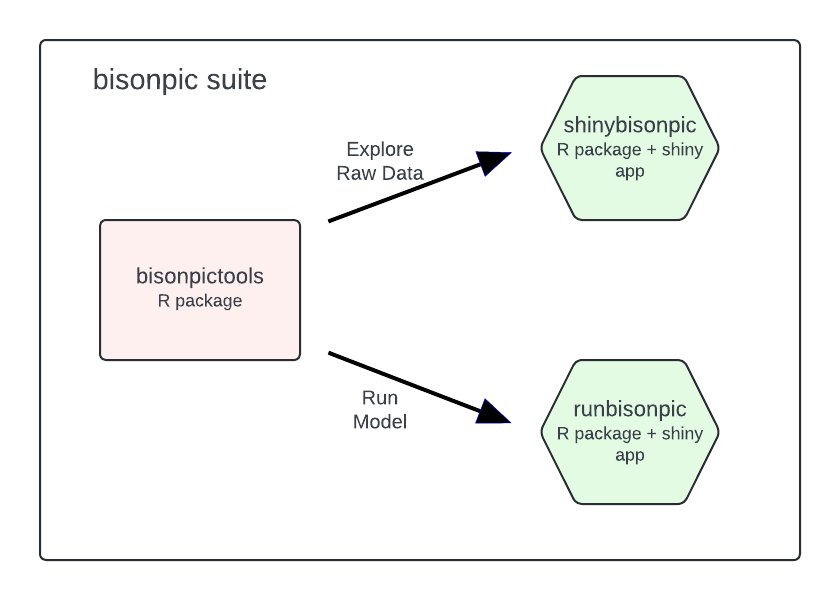 bisonpic suite
Explore
Raw Data
shinybisonpic
R package + shiny
app
bisonpictools
R package
Run
Model
runbisonpic
R package + shiny
app